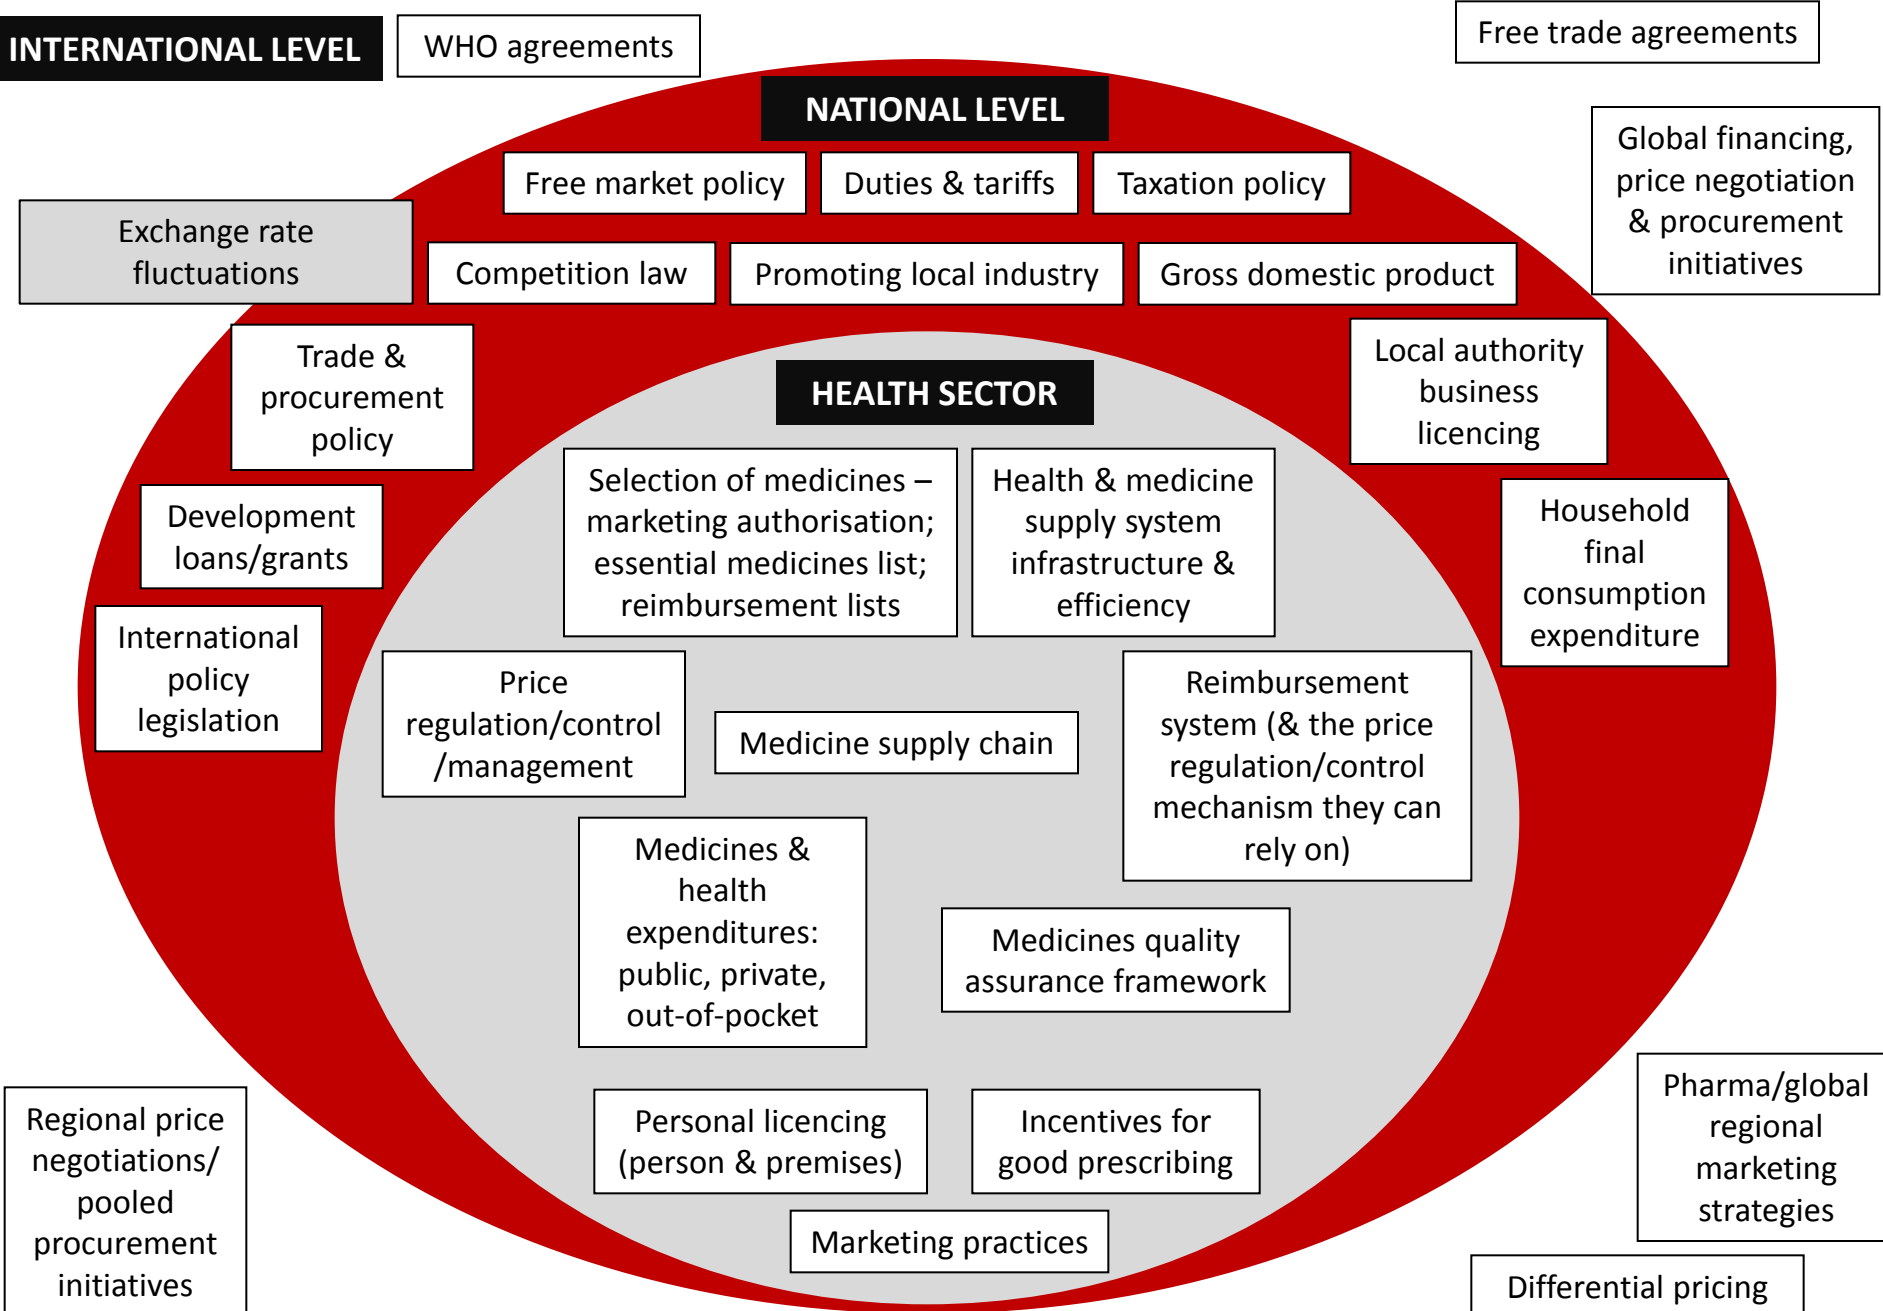 INTERNATIONAL LEVEL
WHO agreements
Free trade agreements
NATIONAL LEVEL
Global financing,
price negotiation
& procurement
initiatives
Free market policy
Duties & tariffs
Taxation policy
Exchange rate
fluctuations
Competition law
Promoting local industry
Gross domestic product
Trade &
procurement
policy
Local authority
business
licencing
HEALTH SECTOR
Development
loans/grants
Selection of medicines –
marketing authorisation;
essential medicines list;
reimbursement lists
Health & medicine
supply system
infrastructure &
efficiency
Household
final
consumption
expenditure
International
policy
legislation
Price
regulation/control
/management
Medicine supply chain
Reimbursement
system (& the price
regulation/control
mechanism they can
rely on)
Medicines &
health
expenditures:
public, private,
out-of-pocket
Medicines quality
assurance framework
Regional price
negotiations/
pooled
procurement
initiatives
Personal licencing
(person & premises)
Incentives for
good prescribing
Pharma/global
regional
marketing
strategies
Marketing practices
Differential pricing